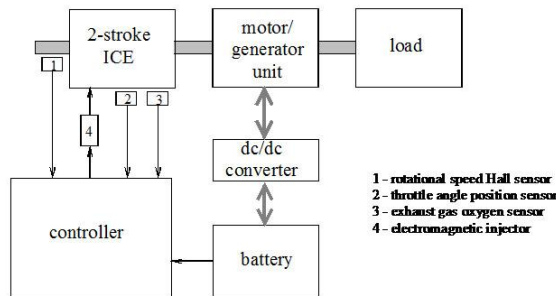 2-stroke
ICE
motor/
generator
unit
load
1
2
3
4
dc/dc
converter
controller
battery
1 - rotational speed Hall sensor
2 - throttle angle position sensor
3 - exhaust gas oxygen sensor
4 - electromagnetic injector